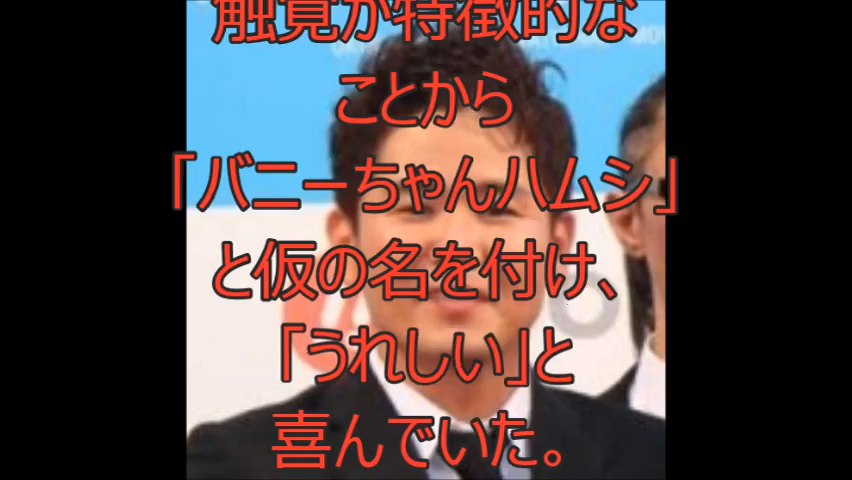 触覚が特徴的な
ことから
「バニーちゃんハムシ」
と仮の名を付け、
「うれしい」と
喜んでいた。